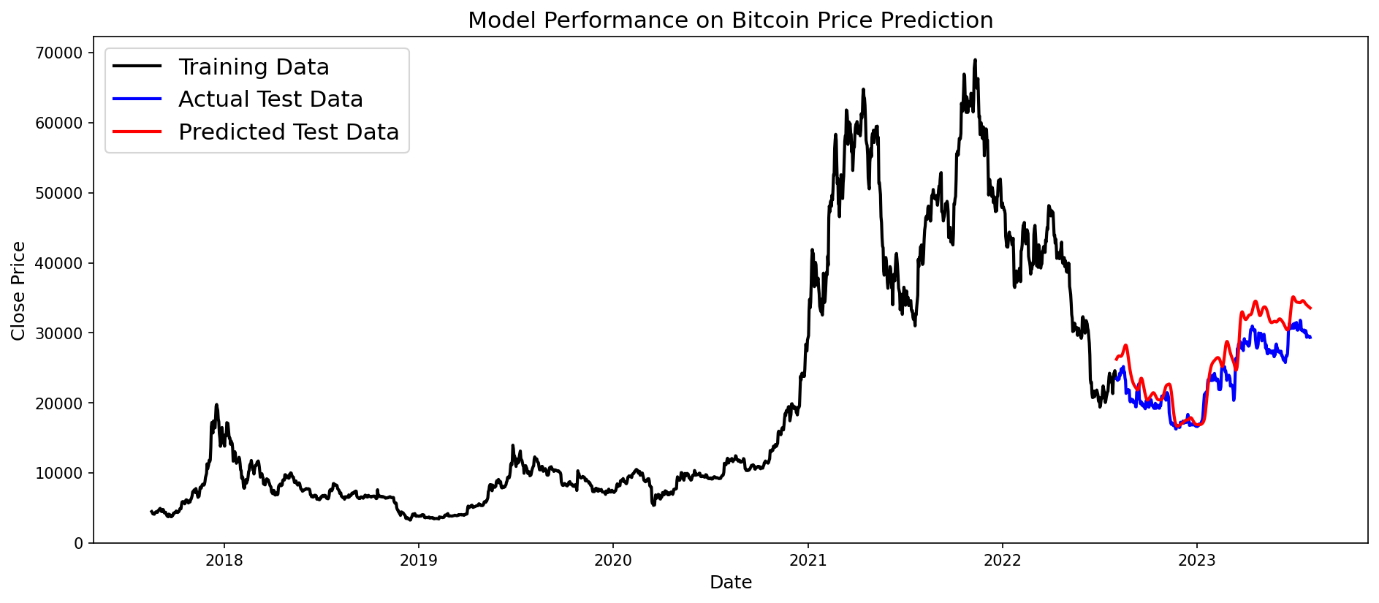 Model Performance on Bitcoin Price Prediction
70000
60000
50000
40000
30000
20000
10000
0
Close Price
Training Data
Actual Test Data
Predicted Test Data
2018 2019 2020 2021 2022 2023
Date